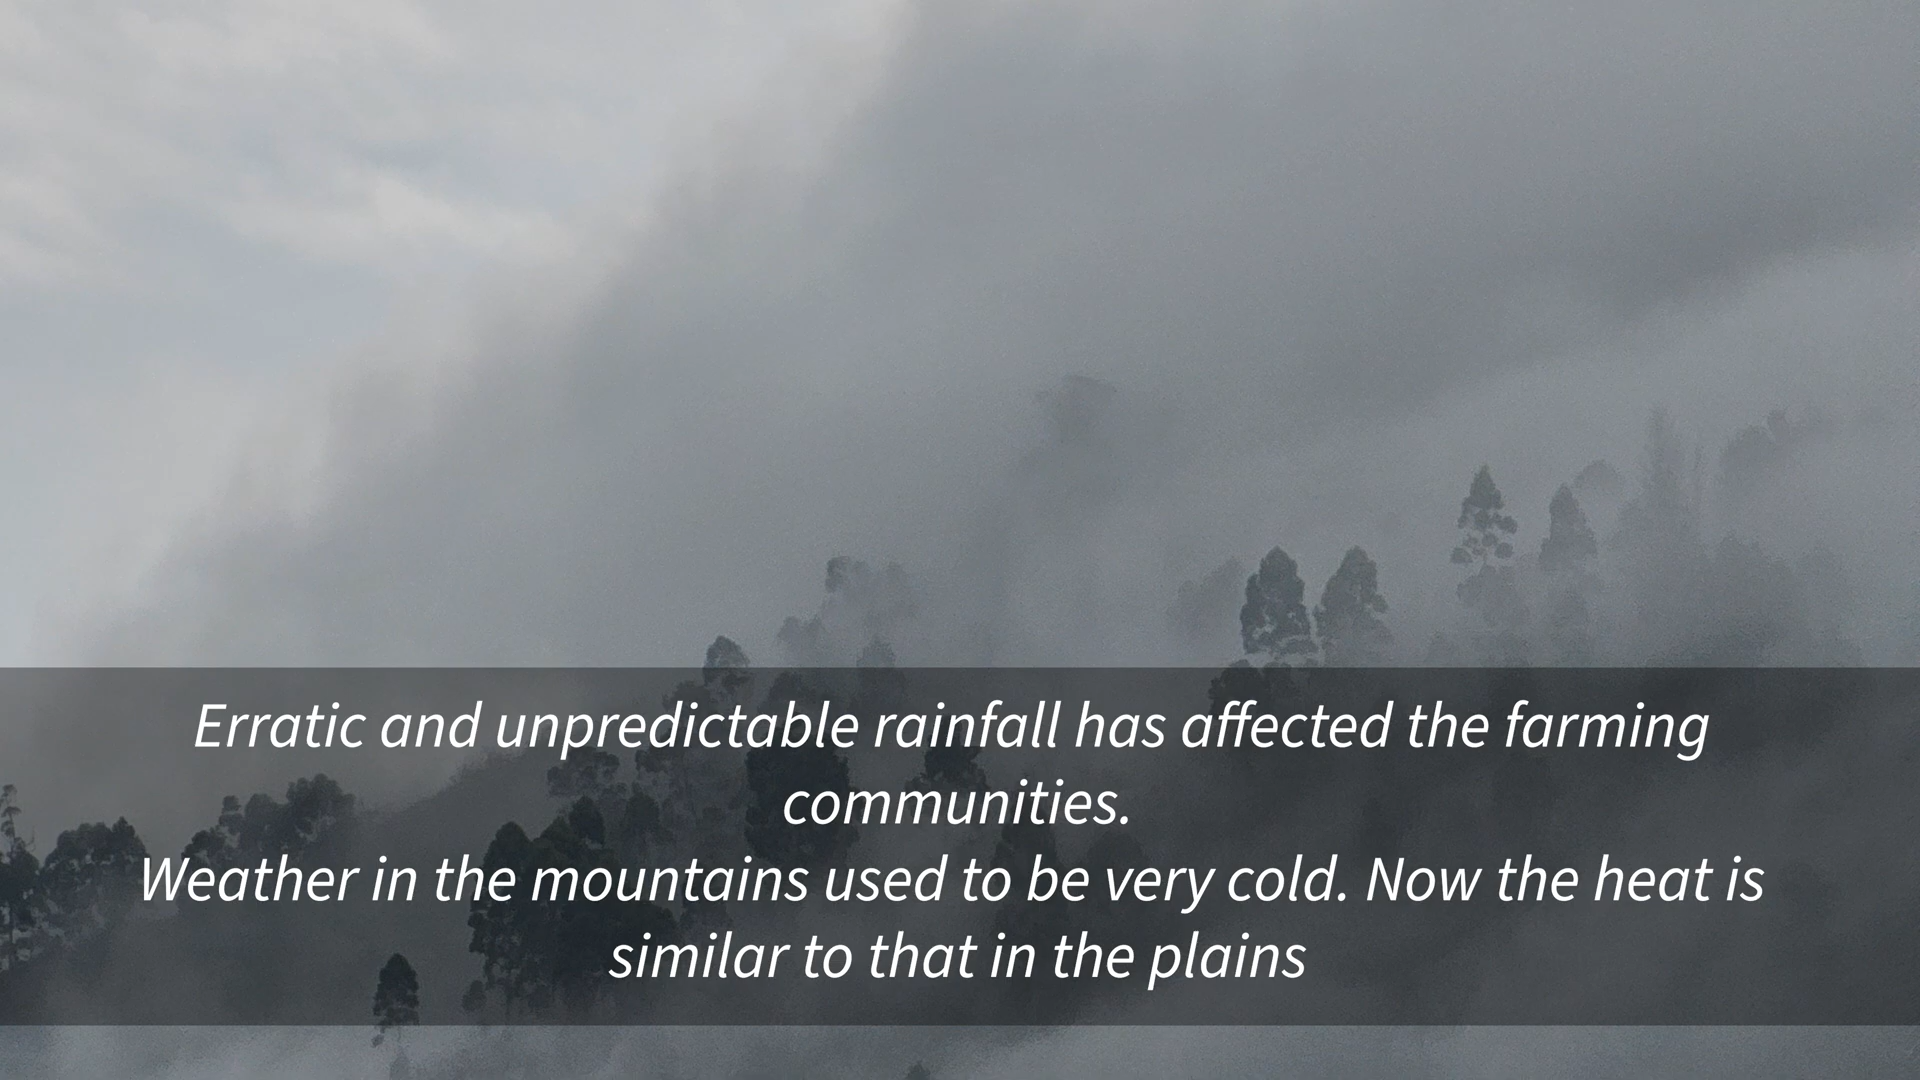 Erratic and unpredictable rainfall has affected the farming
communities.
Weather in the mountains used to be very cold. Now the heat is
similar to that in the plains